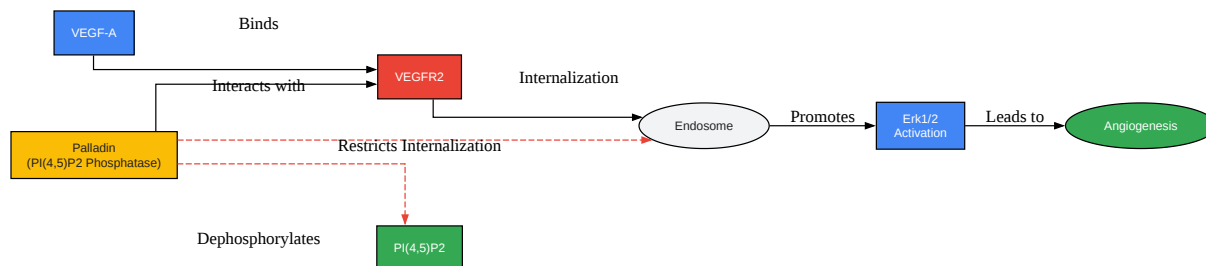 VEGF-A
Binds
VEGFR2
Interacts with
Internalization
Endosome
Promotes
Erk1/2
Activation
Leads to
Angiogenesis
Palladin
(PI(4,5)P2 Phosphatase)
Restricts Internalization
Dephosphorylates
PI(4,5)P2